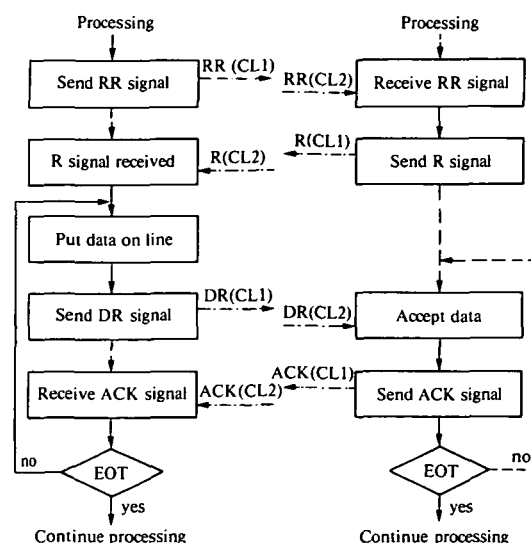 Processing
Processing
Send RR signal
RR (CL1)
RR(CL2)
Receive RR signal
R signal received
R(CL2)
R(CL1)
Send R signal
Put data on line
Send DR signal
DR(CL1)
DR(CL2)
Accept data
Receive ACK signal
ACK(CL2)
ACK(CL1)
Send ACK signal
no
EOT
EOT
no
yes
yes
Continue processing
Continue processing